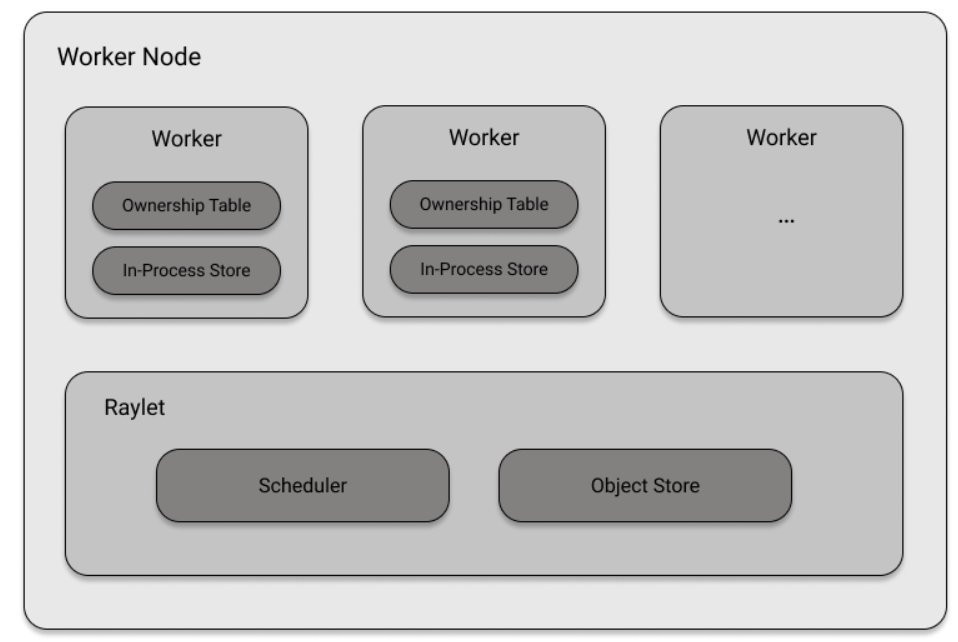 Worker Node
Worker
Worker
Worker
Ownership Table
Ownership Table
...
In-Process Store
In-Process Store
Raylet
Scheduler
Object Store